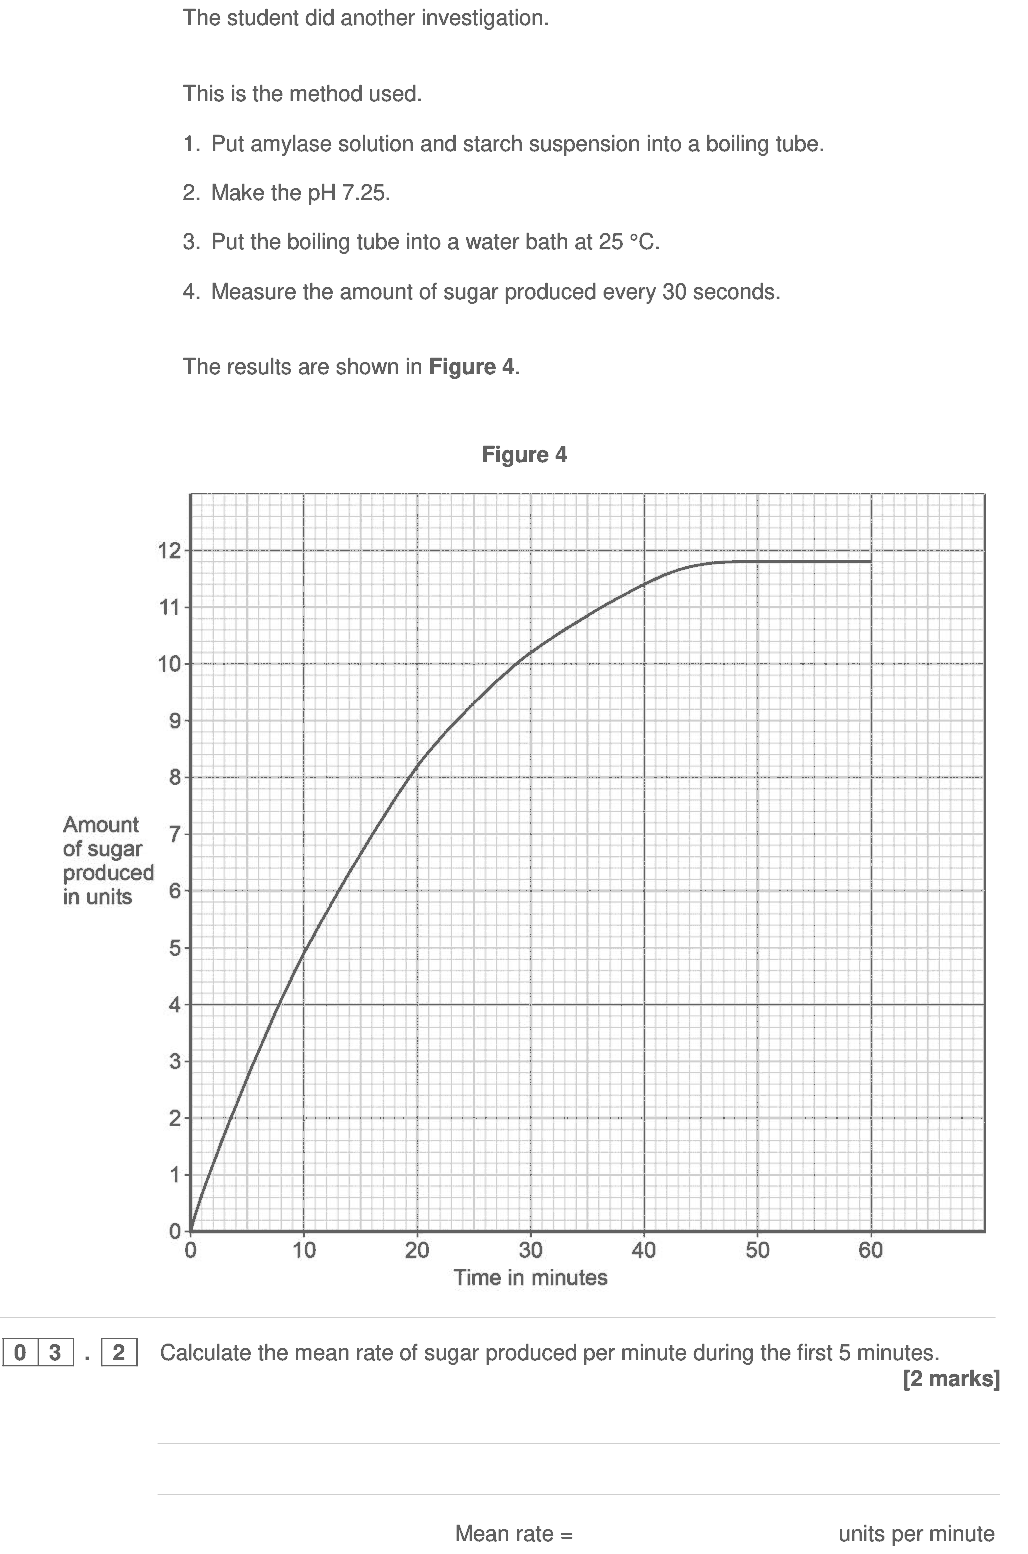 The student did another investigation.
This is the method used.
1. Put amylase solution and starch suspension into a boiling tube.
2. Make the pH 7.25.
3. Put the boiling tube into a water bath at 25 °C.
4. Measure the amount of sugar produced every 30 seconds.
The results are shown in Figure 4.
Figure 4
12
11
10
9
8
7
6
5
4
3
2
1
0
Amount
of sugar
produced
in units
0 10 20 30 40 50 60
Time in minutes
0 3 . 2 Calculate the mean rate of sugar produced per minute during the first 5 minutes.
[2 marks]
Mean rate = units per minute